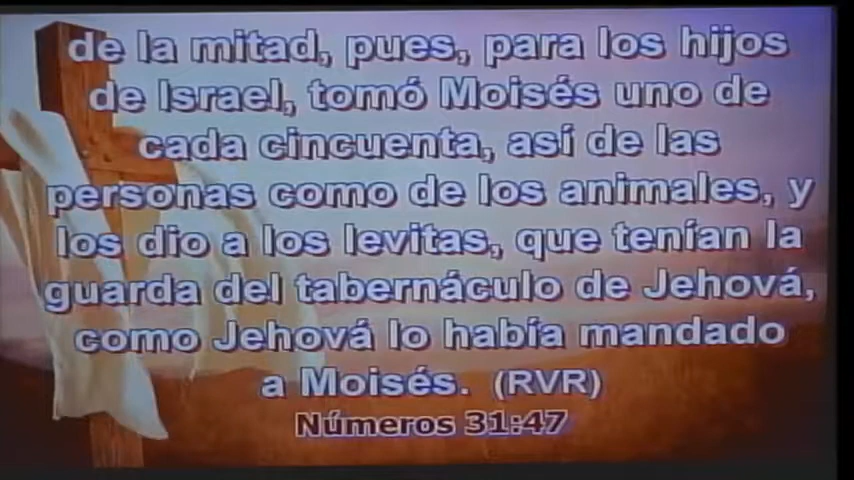 de la mitad, pues, para los hijos
de Israel, tomó Moisés uno de
cada cincuenta, así de las
personas como de los animales, y
los dio a los levitas, que tenían la
guarda del tabernáculo de Jehová,
como Jehová lo había mandado
a Moisés. (RVR)
Números 31:47